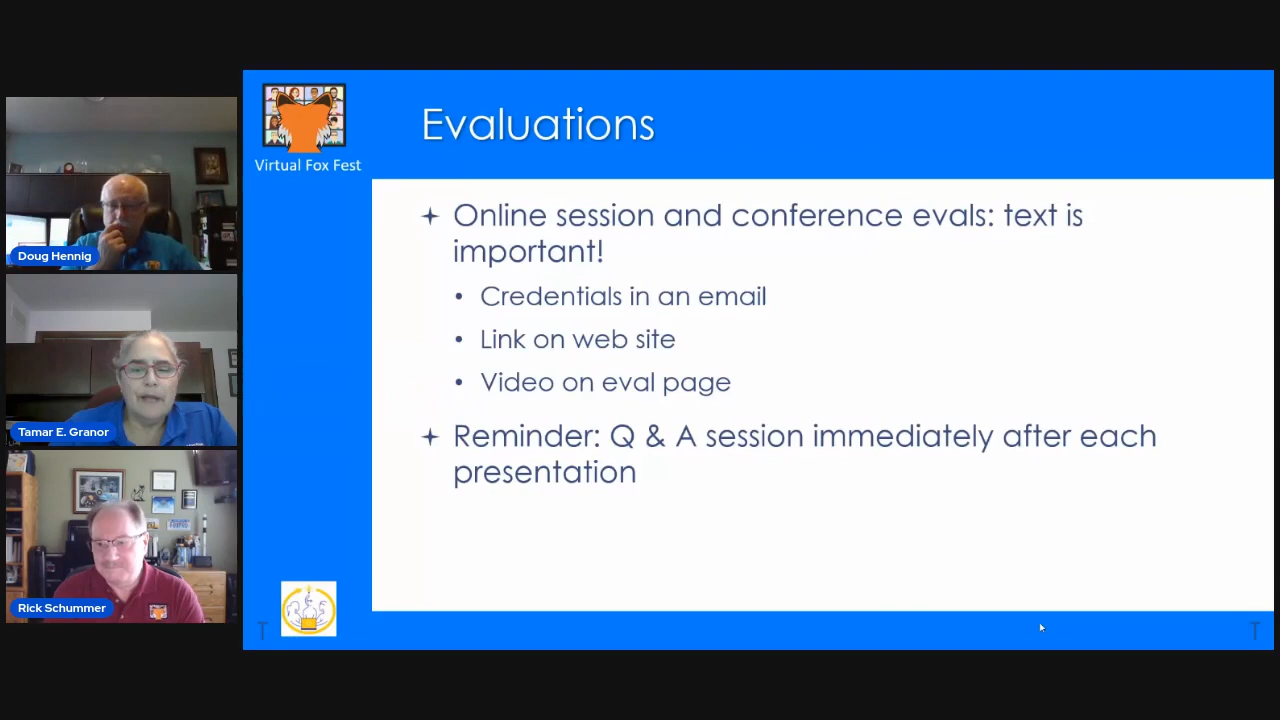 Doug Hennig
Tamar E. Granor
Rick Schummer
Virtual Fox Fest
Evaluations
Online session and conference evals: text is
important!
Credentials in an email
Link on web site
Video on eval page
Reminder: Q & A session immediately after each
presentation
T
T